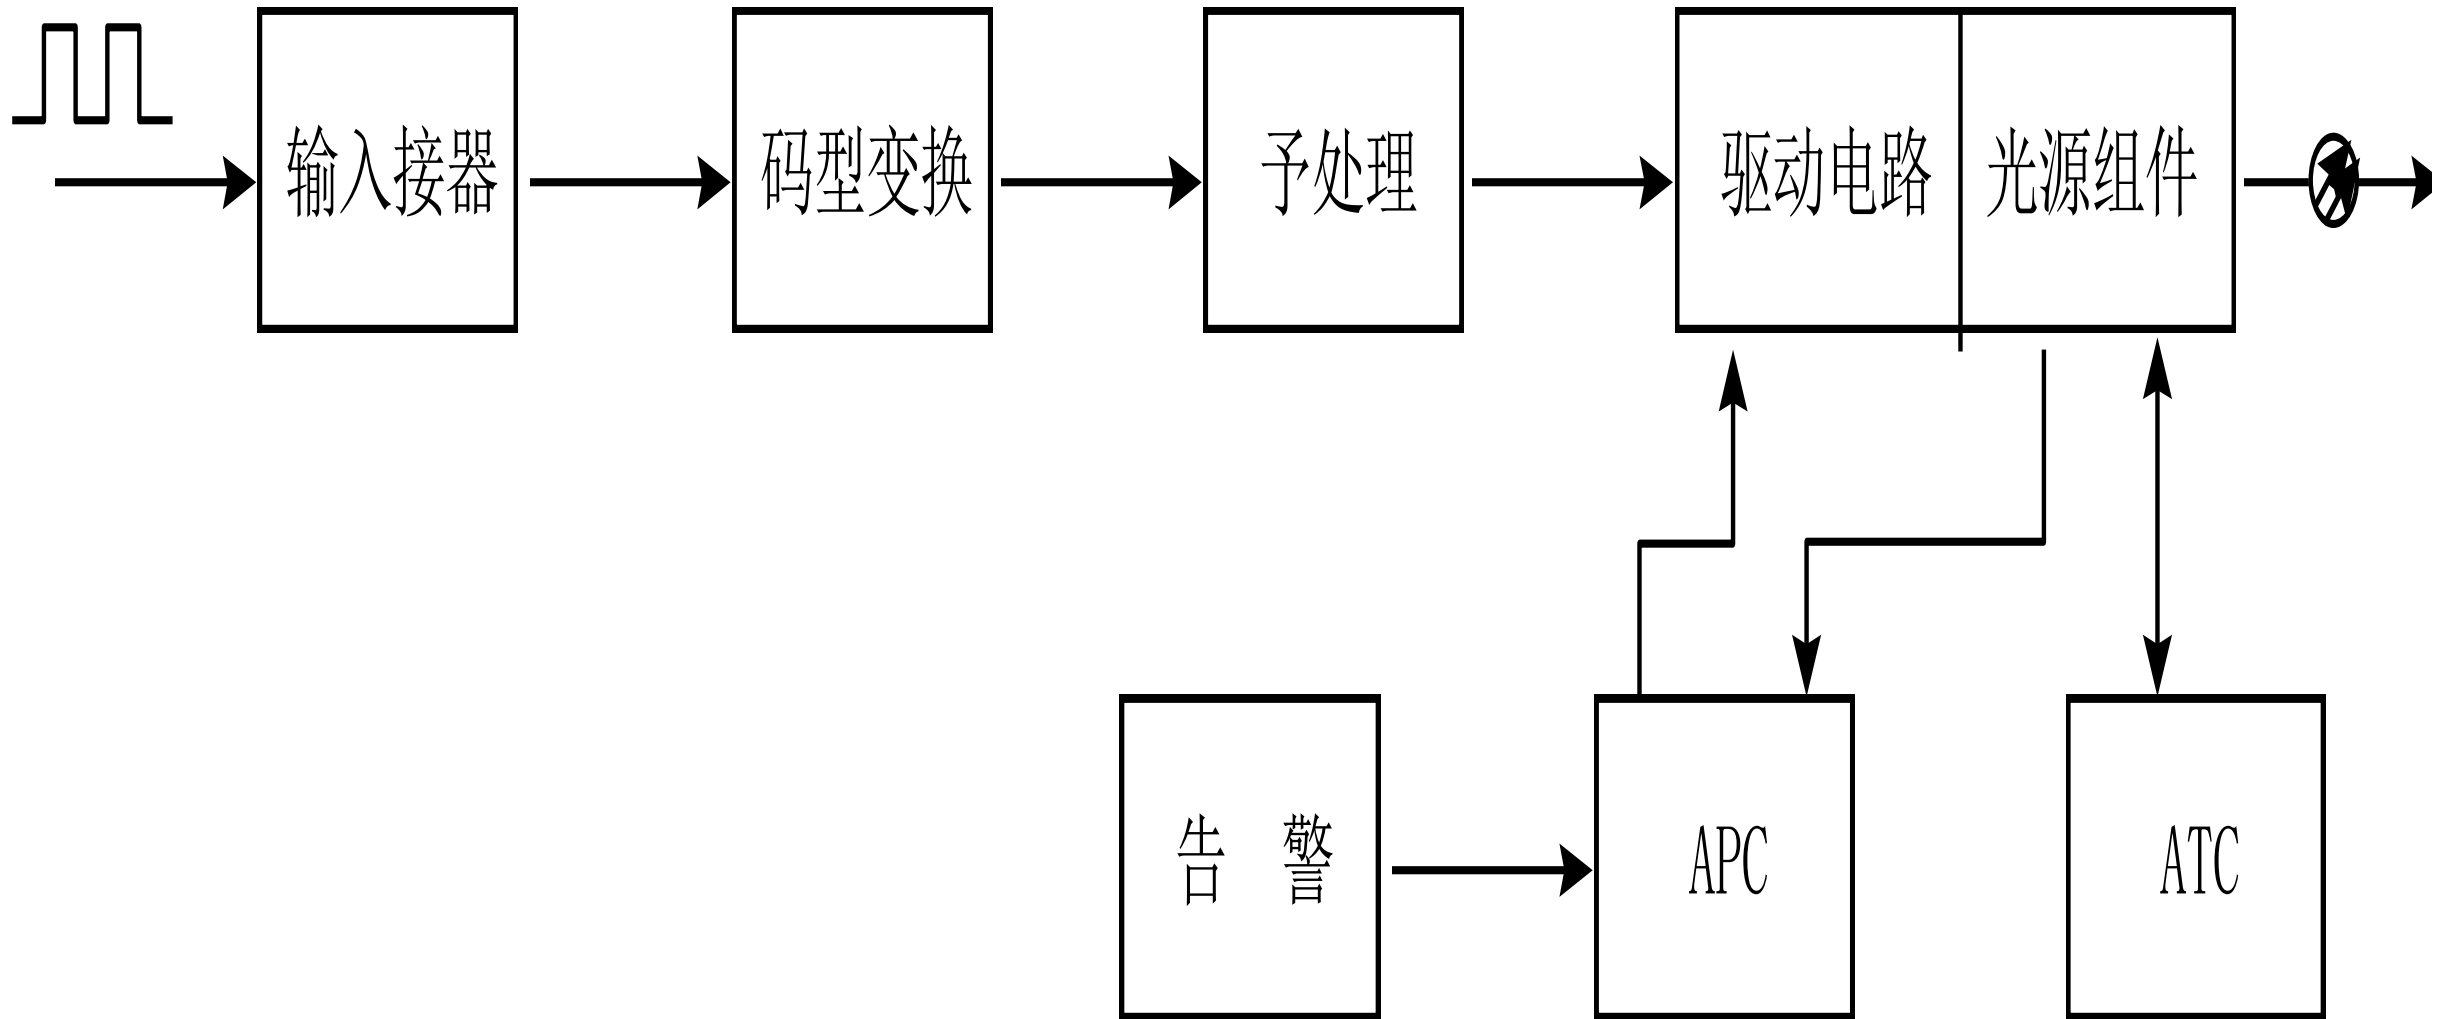 输入接器
码型变换
予处理
驱动电路
光源组件
告 警
APC
ATC